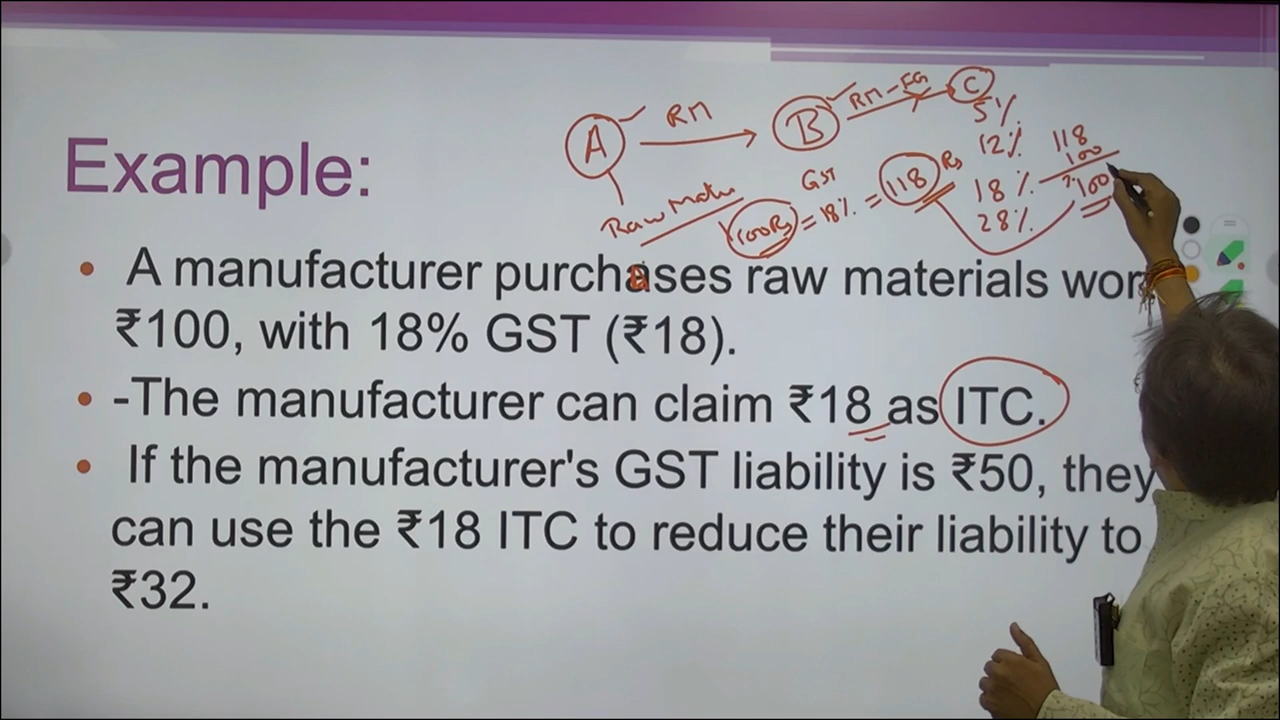 A RM B RM-FG C
5%
12%
18%
28%
118
100
100
GST
Raw Mate
100Rs = 18% = 118 Rs
Example:
• A manufacturer purchases raw materials wor
₹100, with 18% GST (₹18).
• -The manufacturer can claim ₹18 as ITC.
• If the manufacturer's GST liability is ₹50, they
can use the ₹18 ITC to reduce their liability to
₹32.